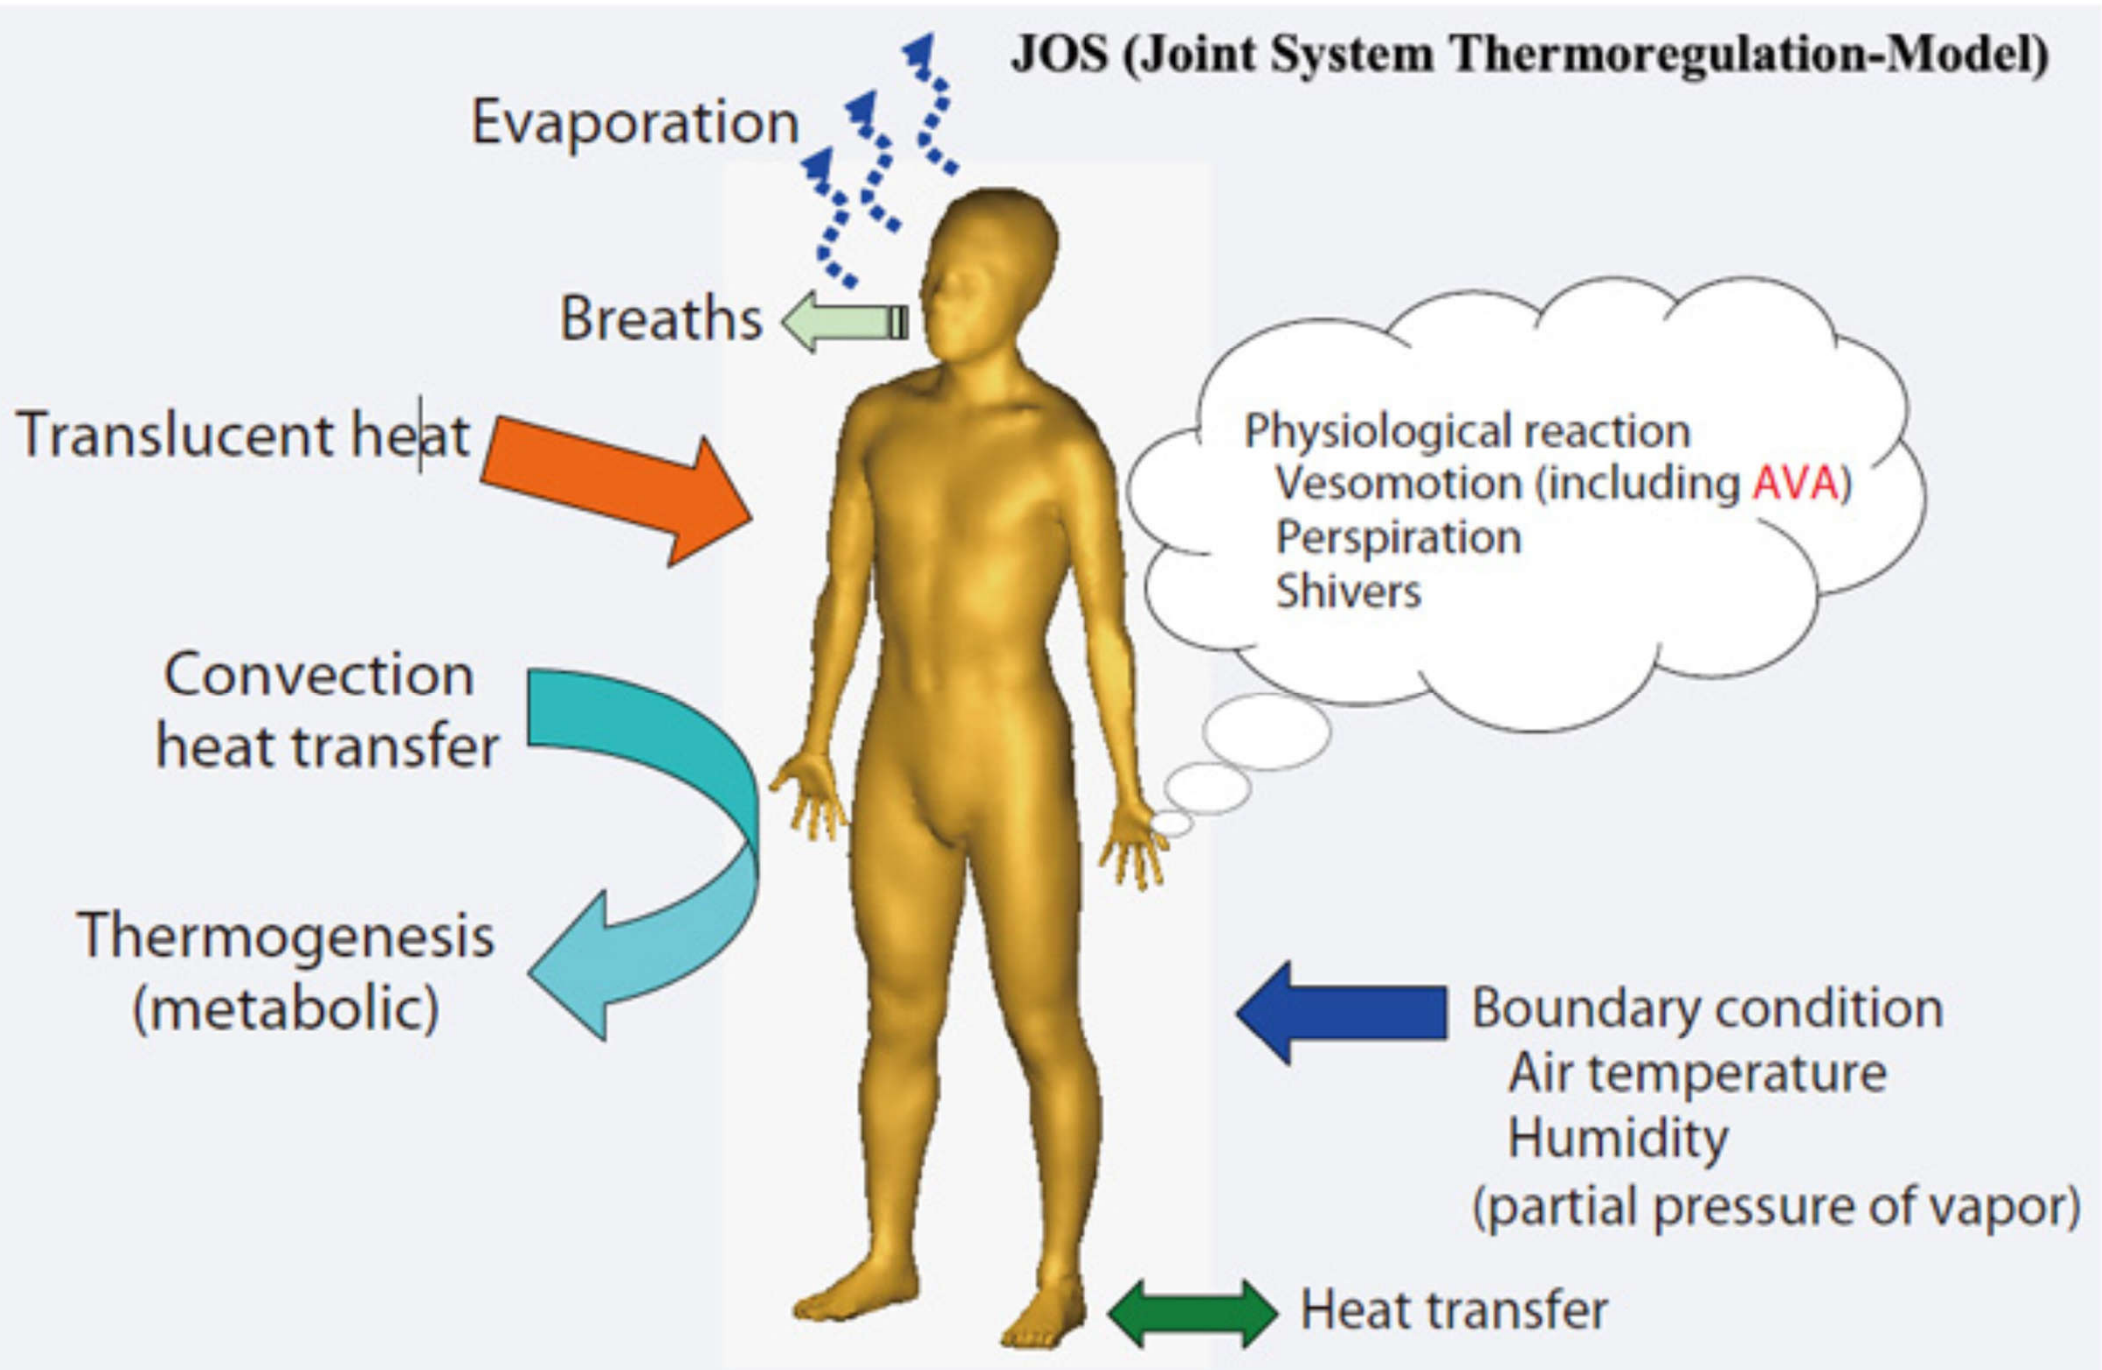 JOS (Joint System Thermoregulation-Model)
Evaporation
Breaths
Translucent heat
Physiological reaction
Vesomotion (including AVA)
Perspiration
Shivers
Convection
heat transfer
Thermogenesis
(metabolic)
Boundary condition
Air temperature
Humidity
(partial pressure of vapor)
Heat transfer